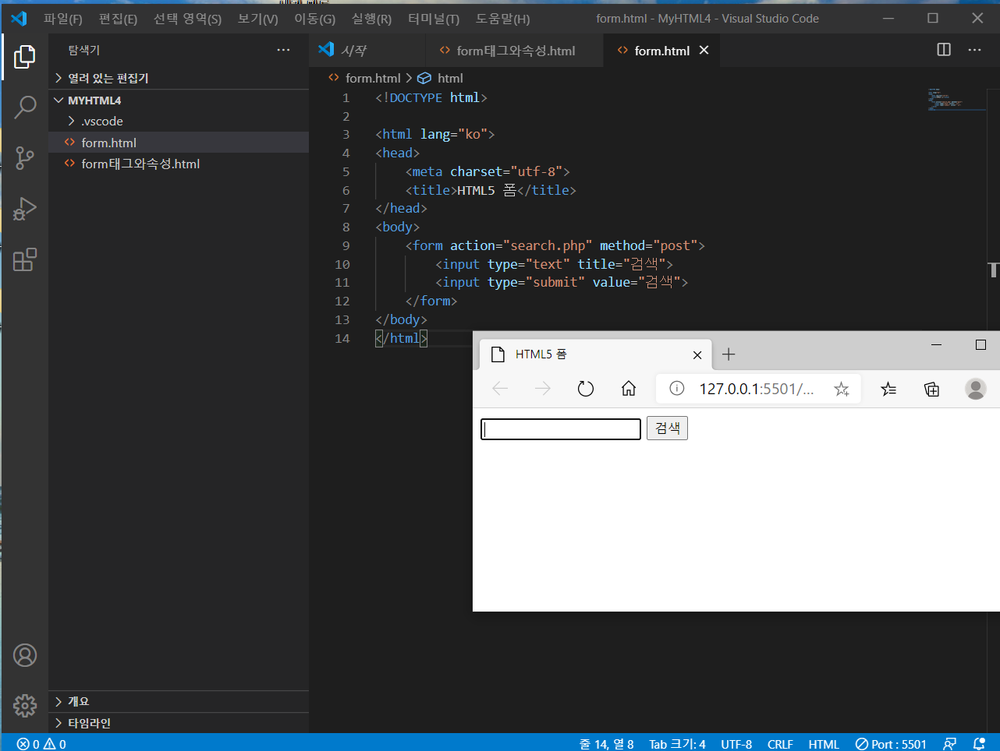 파일(F) 편집(E) 선택 영역(S) 보기(V) 이동(G) 실행(R) 터미널(T) 도움말(H) form.html - MyHTML4 - Visual Studio Code
탐색기
시작 form태그와속성.html form.html
열려 있는 편집기
MYHTML4
.vscode
form.html
form태그와속성.html
form.html html
1 <!DOCTYPE html>
2
3 <html lang="ko">
4 <head>
5 <meta charset="utf-8">
6 <title>HTML5 폼</title>
7 </head>
8 <body>
9 <form action="search.php" method="post">
10 <input type="text" title="검색">
11 <input type="submit" value="검색">
12 </form>
13 </body>
14 </html>
HTML5 폼
127.0.0.1:5501/...
검색
개요
타임라인
0 0 줄 14, 열 8 Tab 크기: 4 UTF-8 CRLF HTML Port : 5501